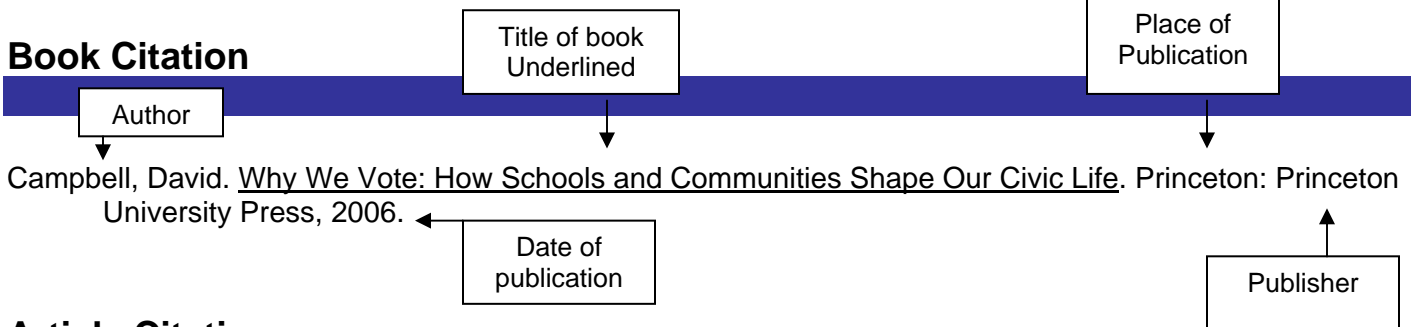 Book Citation
Title of book
Underlined
Place of
Publication
Author
Campbell, David. Why We Vote: How Schools and Communities Shape Our Civic Life. Princeton: Princeton
University Press, 2006.
Date of
publication
Publisher